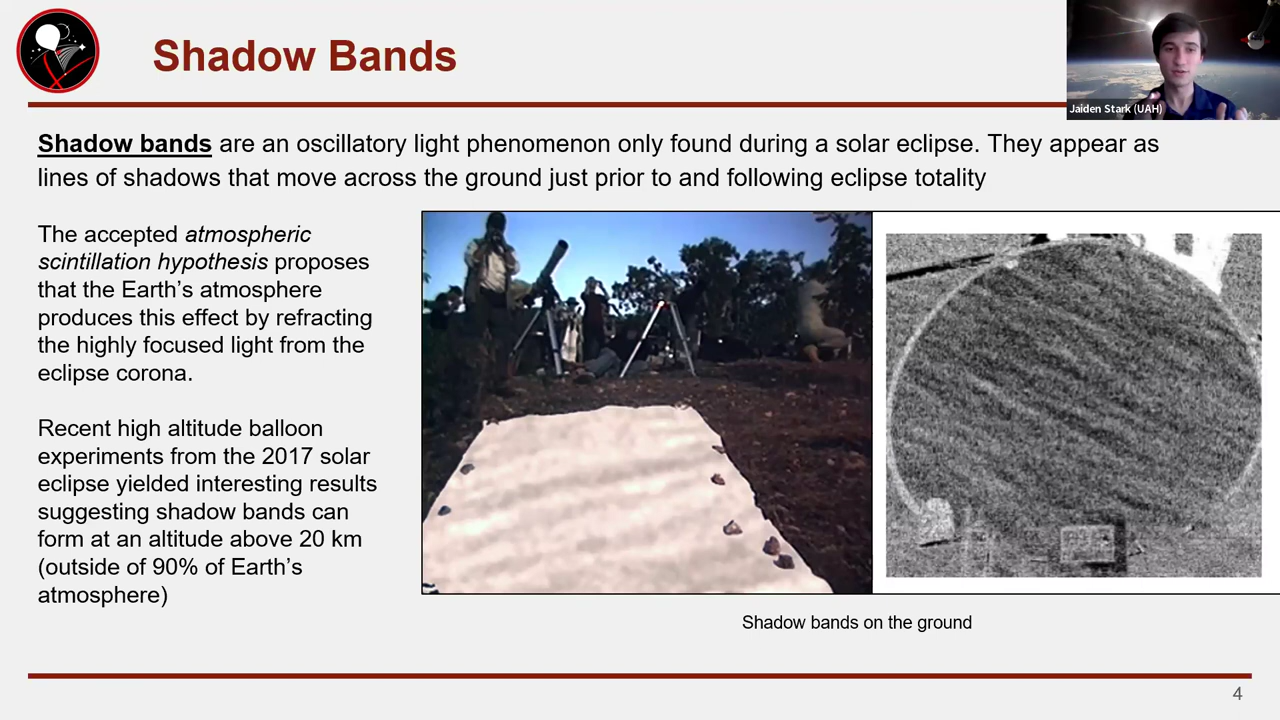 Shadow Bands
Jaiden Stark (UAH)
Shadow bands are an oscillatory light phenomenon only found during a solar eclipse. They appear as
lines of shadows that move across the ground just prior to and following eclipse totality
The accepted atmospheric
scintillation hypothesis proposes
that the Earth’s atmosphere
produces this effect by refracting
the highly focused light from the
eclipse corona.
Recent high altitude balloon
experiments from the 2017 solar
eclipse yielded interesting results
suggesting shadow bands can
form at an altitude above 20 km
(outside of 90% of Earth’s
atmosphere)
Shadow bands on the ground
4